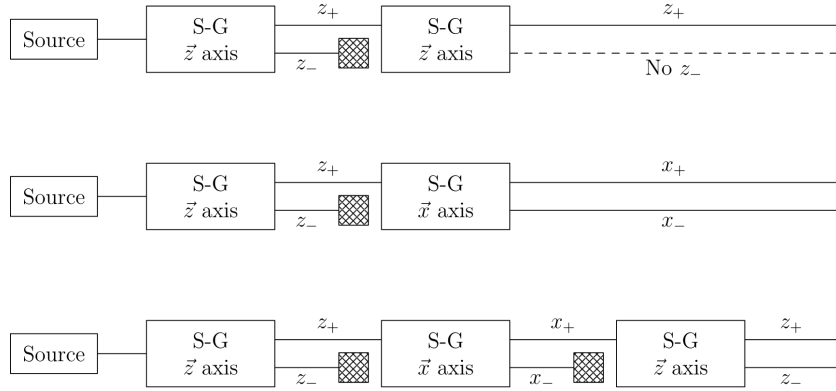 z₊ z₊
Source S-G z⃗ axis S-G z⃗ axis
z₋ No z₋
z₊ x₊
Source S-G z⃗ axis S-G x⃗ axis
z₋ x₋
z₊ x₊ z₊
Source S-G z⃗ axis S-G x⃗ axis S-G z⃗ axis
z₋ x₋ z₋